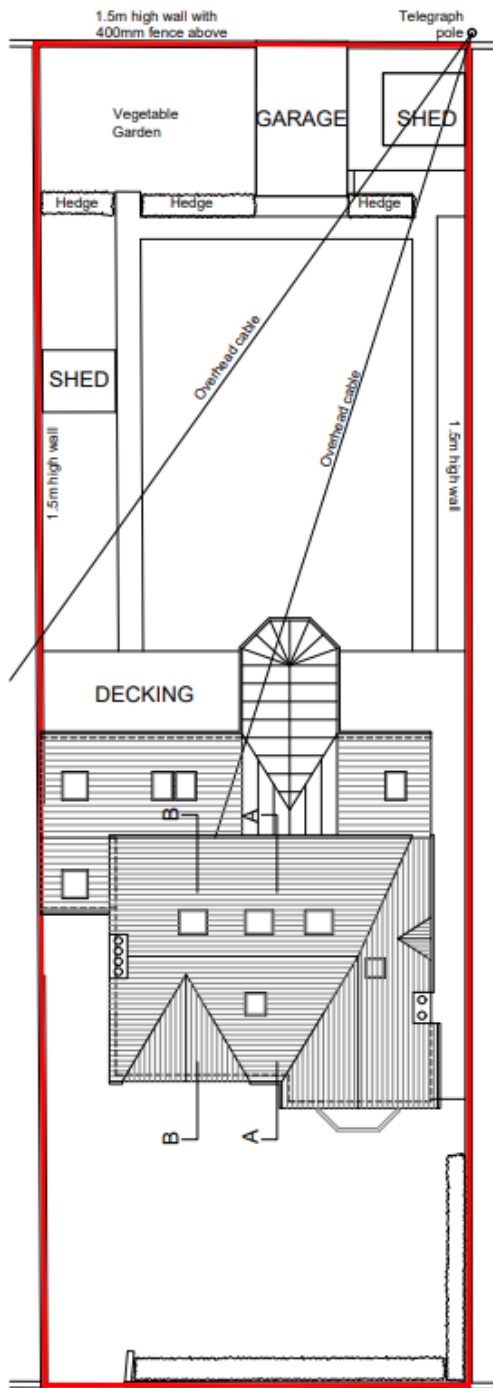 1.5m high wall with
400mm fence above
Telegraph
pole
Vegetable
Garden
GARAGE
SHED
Hedge
Hedge
Hedge
Overhead cable
Overhead cable
SHED
1.5m high wall
1.5m high wall
DECKING
B
A
B
A